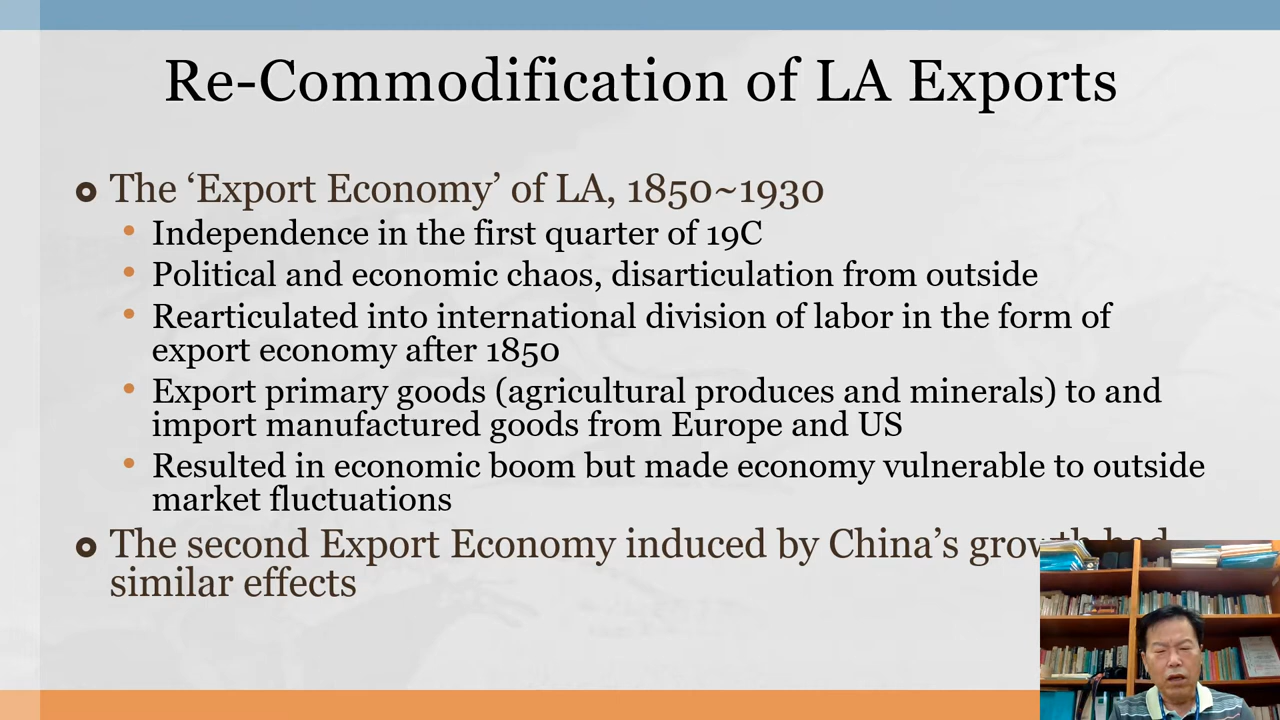 Re-Commodification of LA Exports
The ‘Export Economy’ of LA, 1850~1930
Independence in the first quarter of 19C
Political and economic chaos, disarticulation from outside
Rearticulated into international division of labor in the form of
export economy after 1850
Export primary goods (agricultural produces and minerals) to and
import manufactured goods from Europe and US
Resulted in economic boom but made economy vulnerable to outside
market fluctuations
The second Export Economy induced by China’s growth had
similar effects